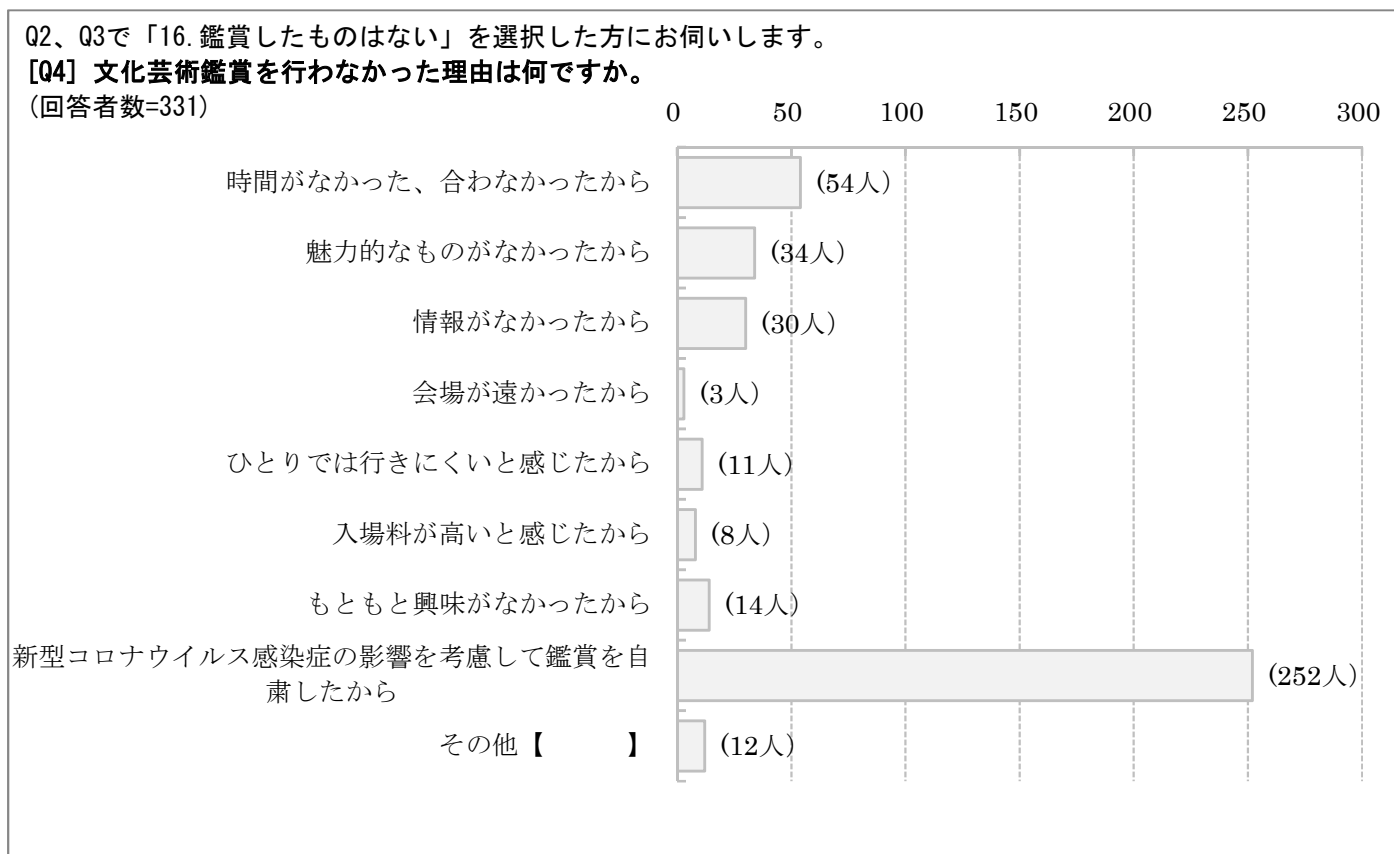 Q2、Q3で「16.鑑賞したものはない」を選択した方にお伺いします。
[Q4] 文化芸術鑑賞を行わなかった理由は何ですか。
(回答者数=331)
0 50 100 150 200 250 300
時間がなかった、合わなかったから (54人)
魅力的なものがなかったから (34人)
情報がなかったから (30人)
会場が遠かったから (3人)
ひとりでは行きにくいと感じたから (11人)
入場料が高いと感じたから (8人)
もともと興味がなかったから (14人)
新型コロナウイルス感染症の影響を考慮して鑑賞を自
粛したから (252人)
その他【　　　】 (12人)